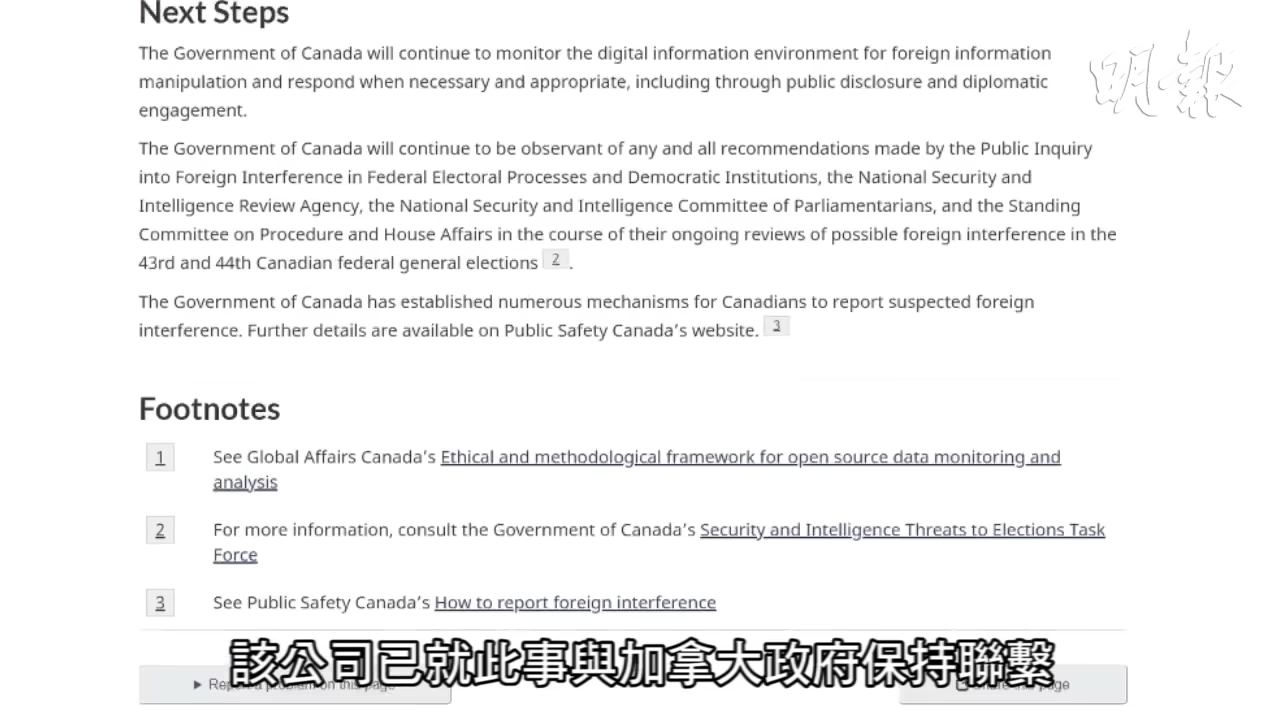 Next Steps
The Government of Canada will continue to monitor the digital information environment for foreign information
manipulation and respond when necessary and appropriate, including through public disclosure and diplomatic
engagement.
The Government of Canada will continue to be observant of any and all recommendations made by the Public Inquiry
into Foreign Interference in Federal Electoral Processes and Democratic Institutions, the National Security and
Intelligence Review Agency, the National Security and Intelligence Committee of Parliamentarians, and the Standing
Committee on Procedure and House Affairs in the course of their ongoing reviews of possible foreign interference in the
43rd and 44th Canadian federal general elections 2 .
The Government of Canada has established numerous mechanisms for Canadians to report suspected foreign
interference. Further details are available on Public Safety Canada’s website. 3
明報
Footnotes
1 See Global Affairs Canada’s Ethical and methodological framework for open source data monitoring and
analysis
2 For more information, consult the Government of Canada’s Security and Intelligence Threats to Elections Task
Force
3 See Public Safety Canada’s How to report foreign interference
該公司已就此事與加拿大政府保持聯繫
Report a problem on this page
Share this page